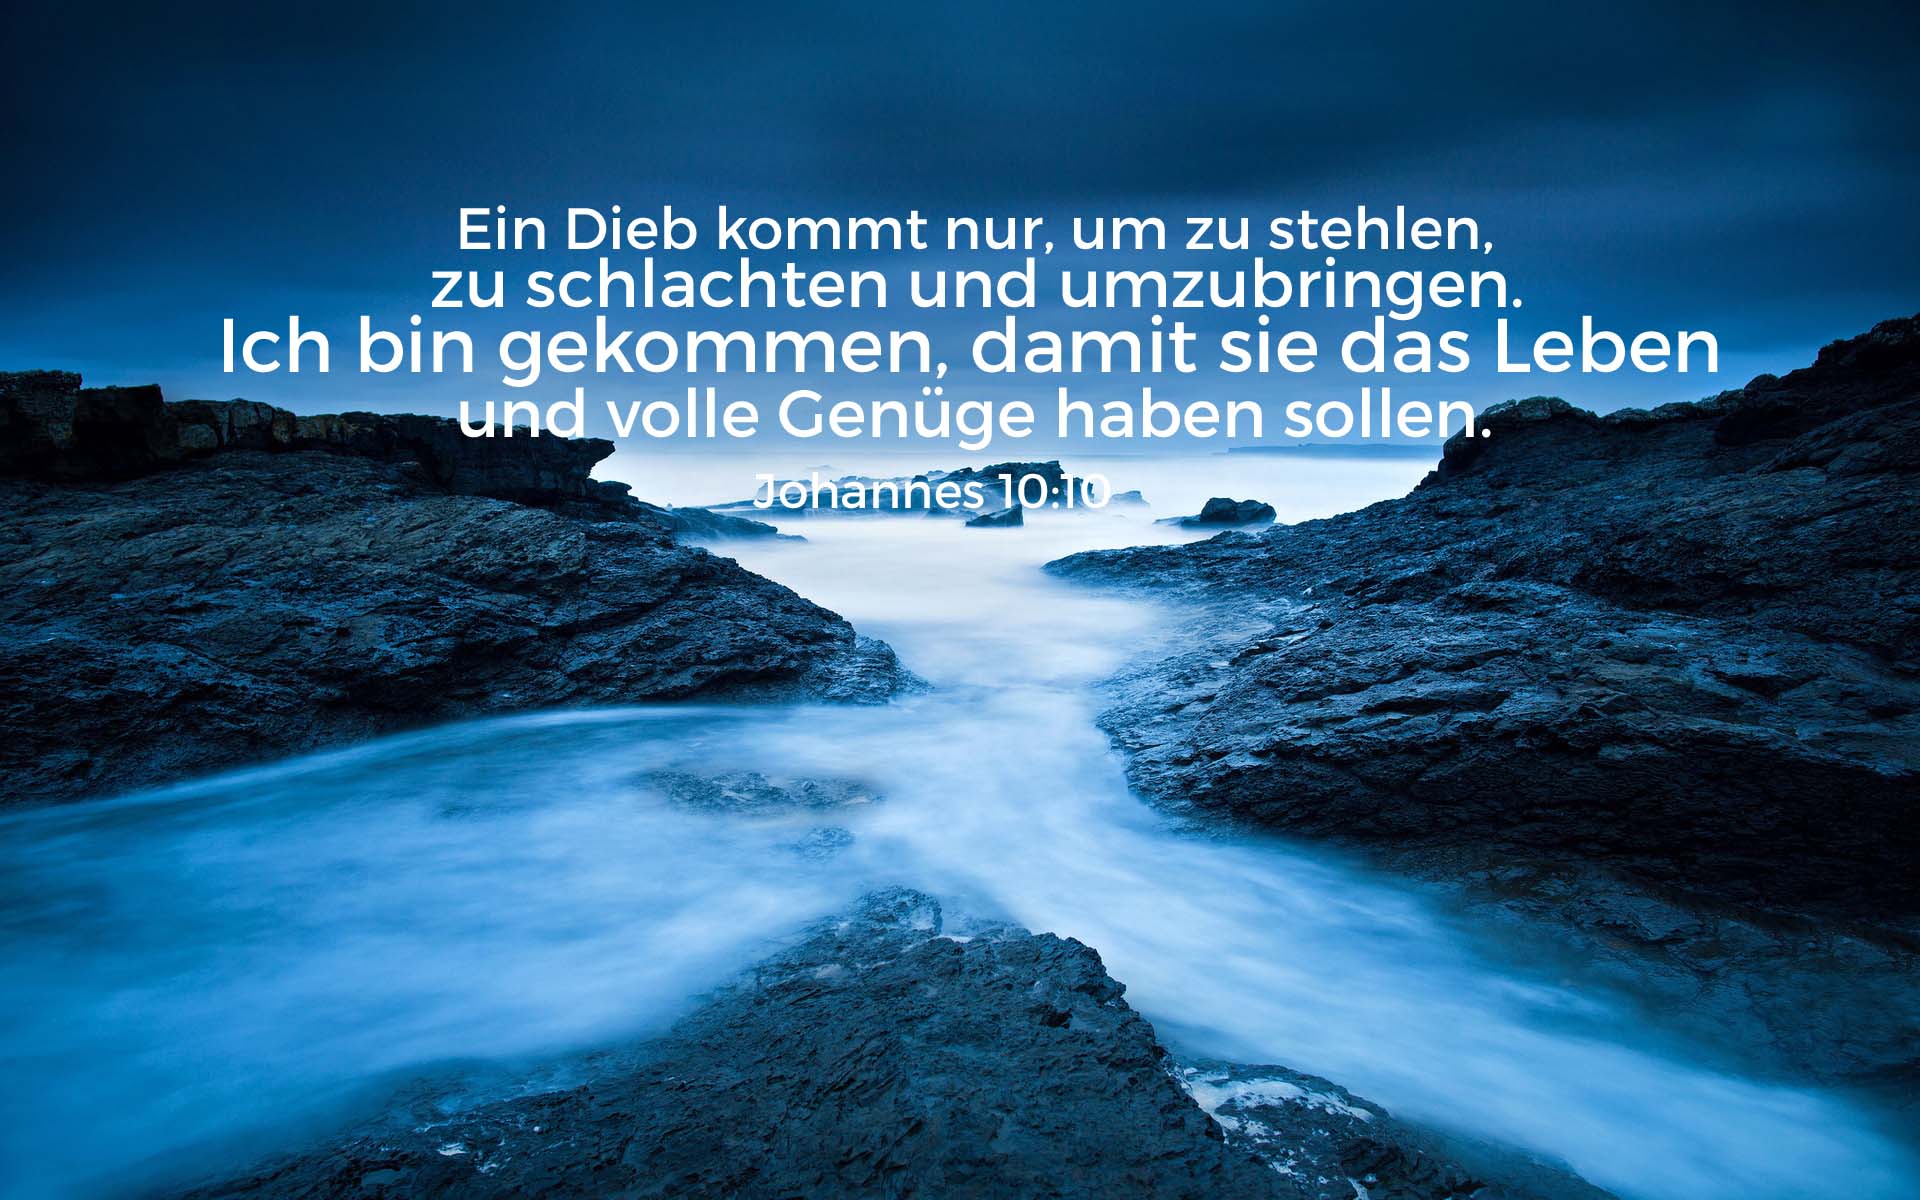 Ein Dieb kommt nur, um zu stehlen,
zu schlachten und umzubringen.
Ich bin gekommen, damit sie das Leben
und volle Genüge haben sollen.
Johannes 10:10